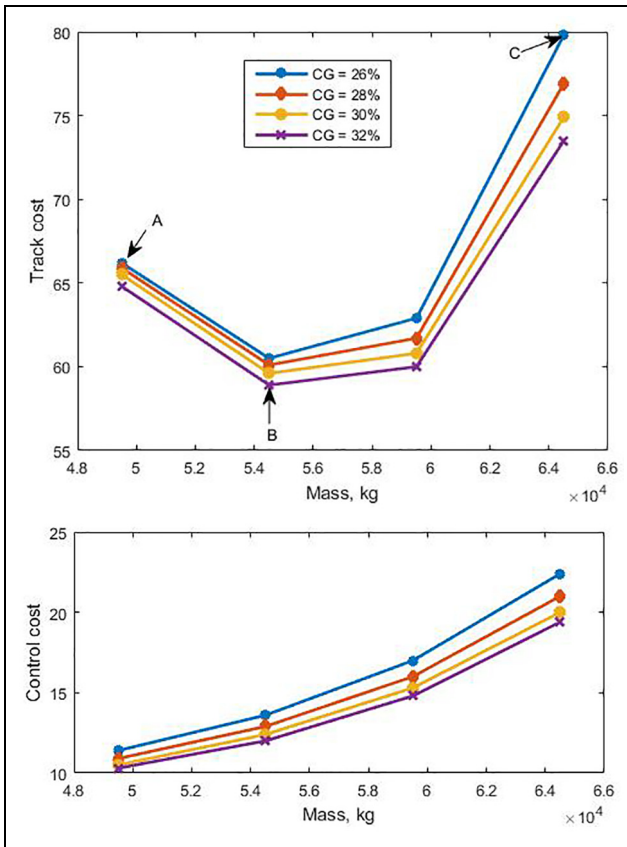 80
75
70
65
60
55
Track cost
CG = 26%
CG = 28%
CG = 30%
CG = 32%
A
B
C
4.8 5 5.2 5.4 5.6 5.8 6 6.2 6.4 6.6
Mass, kg
×10⁴
25
20
15
10
Control cost
4.8 5 5.2 5.4 5.6 5.8 6 6.2 6.4 6.6
Mass, kg
×10⁴